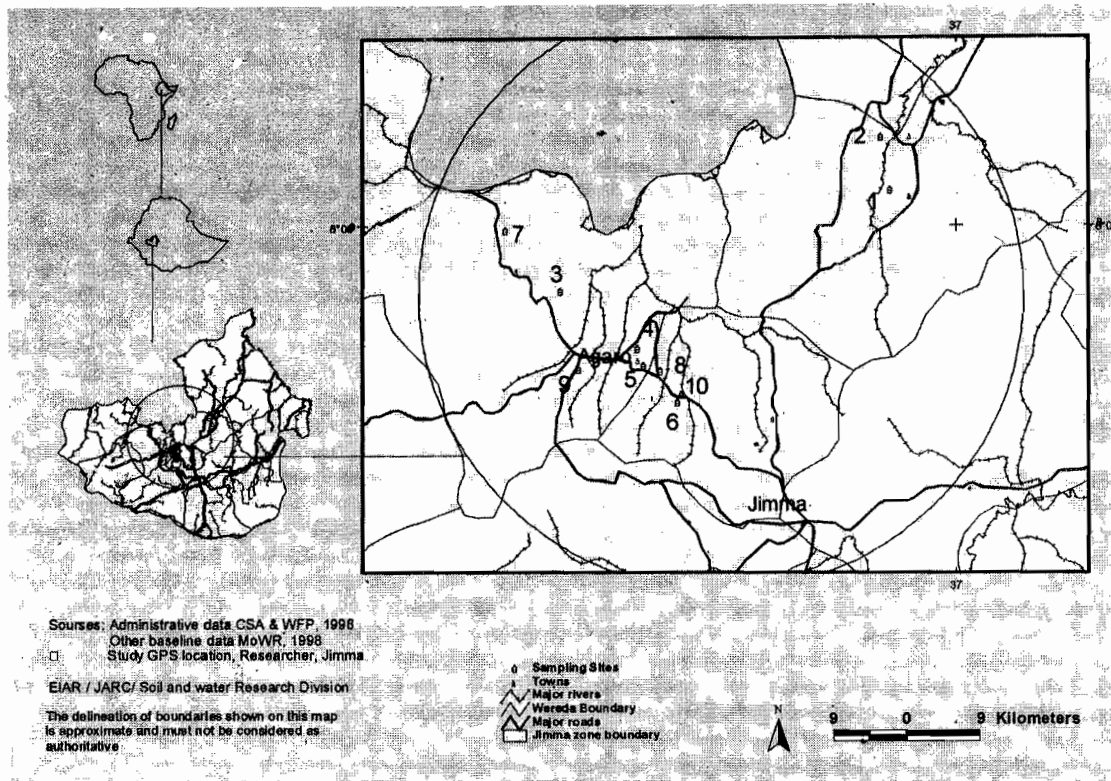 37
2
7
8°0
8°0
3
4
Agaro
8
9
5
10
6
Jimma
37
Sourses: Administrative data CSA & WFP, 1998
Other baseline data MoWR, 1998
Study GPS location, Researcher, Jimma
EIAR / JARC/ Soil and water Research Division
The delineation of boundaries shown on this map
is approximate and must not be considered as
authoritative
Sampling Sites
Towns
Major rivers
Wereda Boundary
Major roads
Jimma zone boundary
N
9 0 9 Kilometers